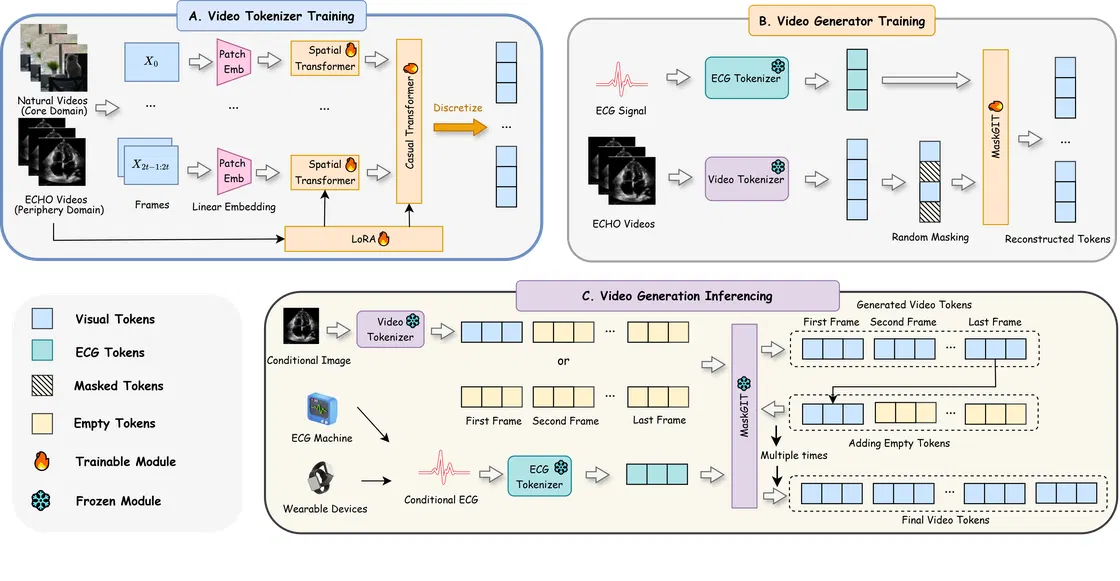 A. Video Tokenizer Training
Natural Videos
(Core Domain)
ECHO Videos
(Periphery Domain)
X0
...
X2t−1:2t
Frames
Patch
Emb
...
Patch
Emb
Linear Embedding
Spatial
Transformer
...
Spatial
Transformer
Casual Transformer
LoRA
Discretize
...
B. Video Generator Training
ECG Signal
ECG Tokenizer
ECHO Videos
Video Tokenizer
Random Masking
MaskGIT
...
Reconstructed Tokens
Visual Tokens
ECG Tokens
Masked Tokens
Empty Tokens
Trainable Module
Frozen Module
C. Video Generation Inferencing
Conditional Image
Video
Tokenizer
...
or
...
First Frame Second Frame Last Frame
ECG Machine
Wearable Devices
Conditional ECG
ECG
Tokenizer
MaskGIT
Generated Video Tokens
First Frame Second Frame Last Frame
...
...
Adding Empty Tokens
Multiple times
...
Final Video Tokens